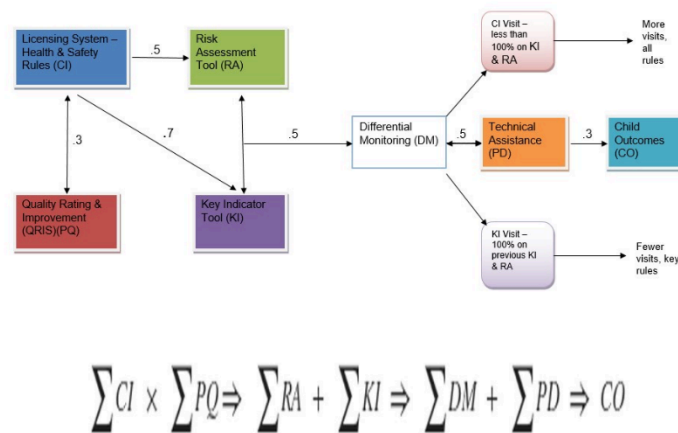 Licensing System –
Health & Safety
Rules (CI)
.5
Risk
Assessment
Tool (RA)
CI Visit –
less than
100% on KI
& RA
More
visits,
all
rules
.3
.7
.5
Differential
Monitoring (DM)
.5
Technical
Assistance
(PD)
.3
Child
Outcomes
(CO)
Quality Rating &
Improvement
(QRIS)(PQ)
Key Indicator
Tool (KI)
KI Visit –
100% on
previous KI
& RA
Fewer
visits, key
rules
∑CI × ∑PQ⇒ ∑RA + ∑KI ⇒ ∑DM + ∑PD ⇒ CO